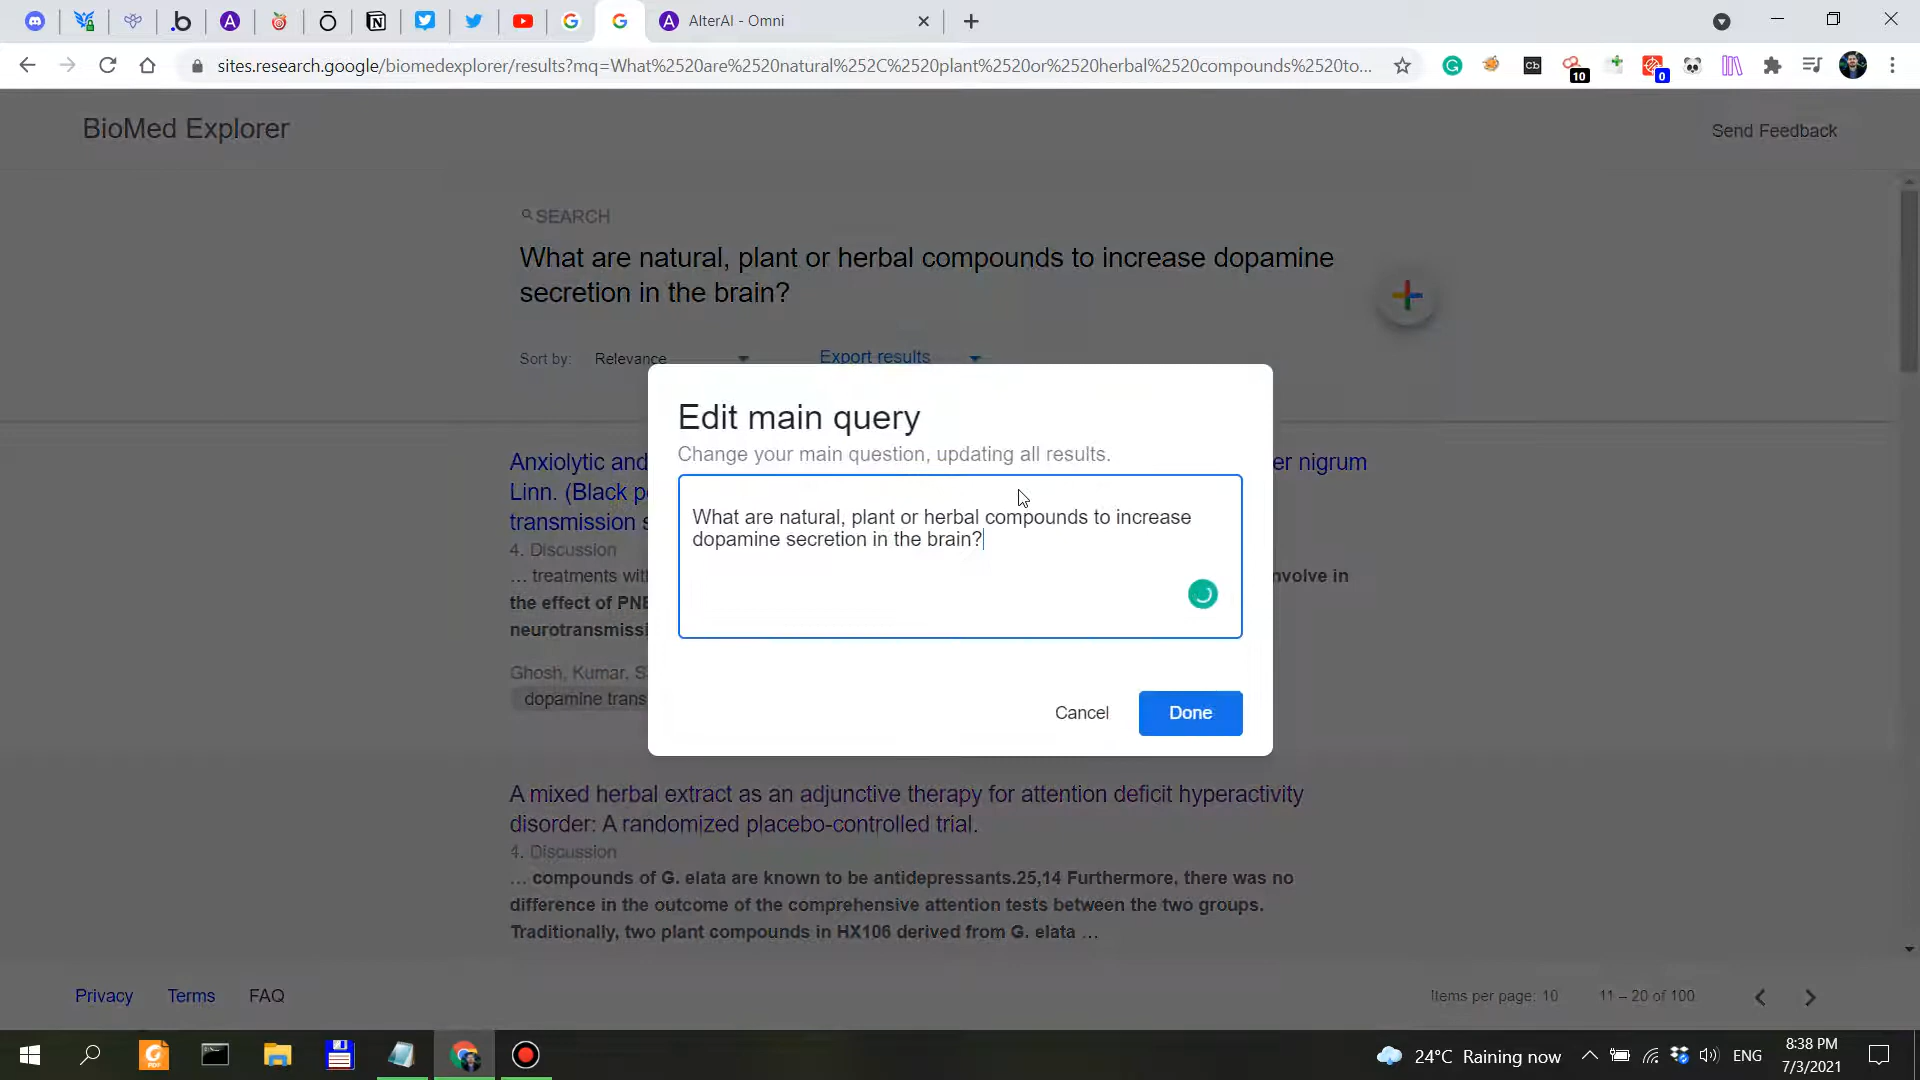 AlterAI - Omni
sites.research.google/biomedexplorer/results?mq=What%2520are%2520natural%252C%2520plant%2520or%2520herbal%2520compounds%2520to...
10
0
BioMed Explorer
Send Feedback
SEARCH
What are natural, plant or herbal compounds to increase dopamine
secretion in the brain?
Sort by: Relevance
Export results
Edit main query
Change your main question, updating all results.
What are natural, plant or herbal compounds to increase
dopamine secretion in the brain?
Cancel
Done
Anxiolytic and
er nigrum
Linn. (Black
transmission
4. Discussion
... treatments
nvolve in
the effect of
neurotransmiss
Ghosh, Kumar,
dopamine trans
A mixed herbal extract as an adjunctive therapy for attention deficit hyperactivity
disorder: A randomized placebo-controlled trial.
4. Discussion
... compounds of G. elata are known to be antidepressants.25,14 Furthermore, there was no
difference in the outcome of the comprehensive attention tests between the two groups.
Traditionally, two plant compounds in HX106 derived from G. elata ...
Privacy
Terms
FAQ
Items per page: 10
11 – 20 of 100
24°C Raining now
ENG
8:38 PM
7/3/2021